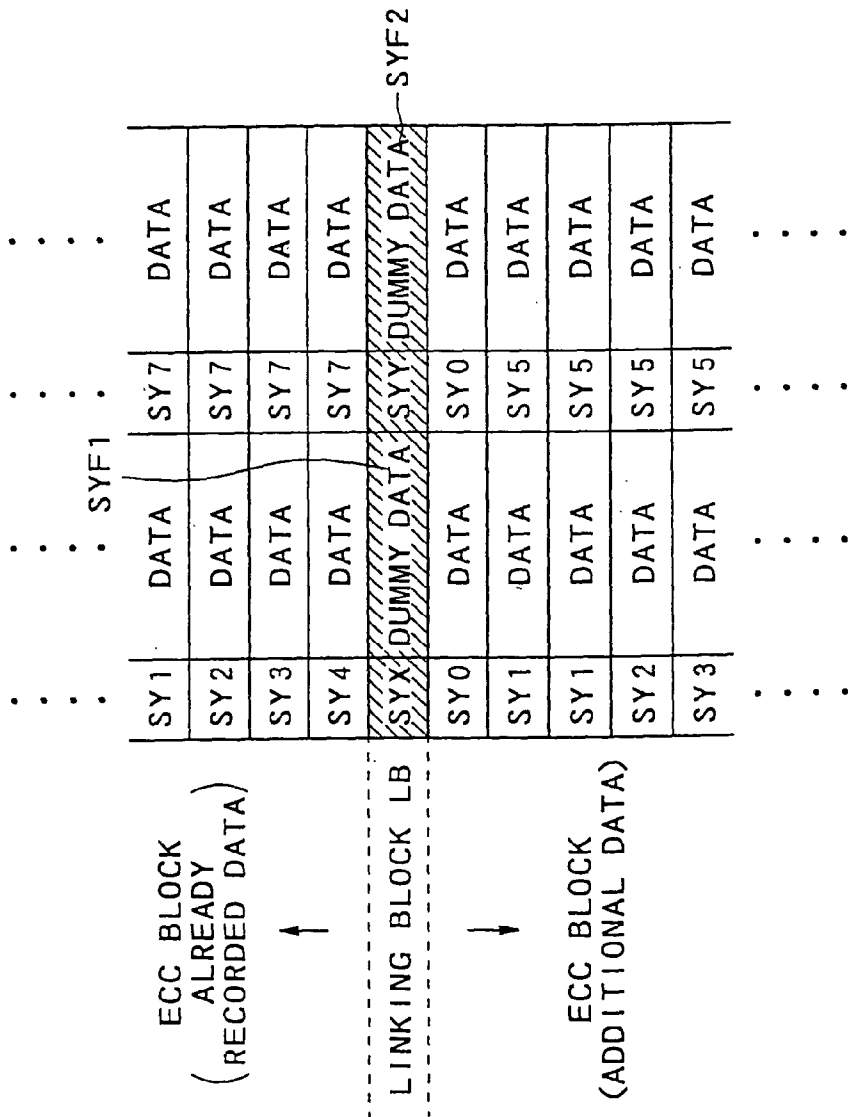 SYF1
SY1 DATA SY7 DATA
SY2 DATA SY7 DATA
SY3 DATA SY7 DATA
SY4 DATA SY7 DATA
ECC BLOCK
ALREADY
(RECORDED DATA)
LINKING BLOCK LB
SYX DUMMY DATA SYY DUMMY DATA
SYF2
SY0 DATA SY0 DATA
SY1 DATA SY5 DATA
SY1 DATA SY5 DATA
SY2 DATA SY5 DATA
SY3 DATA SY5 DATA
ECC BLOCK
(ADDITIONAL DATA)